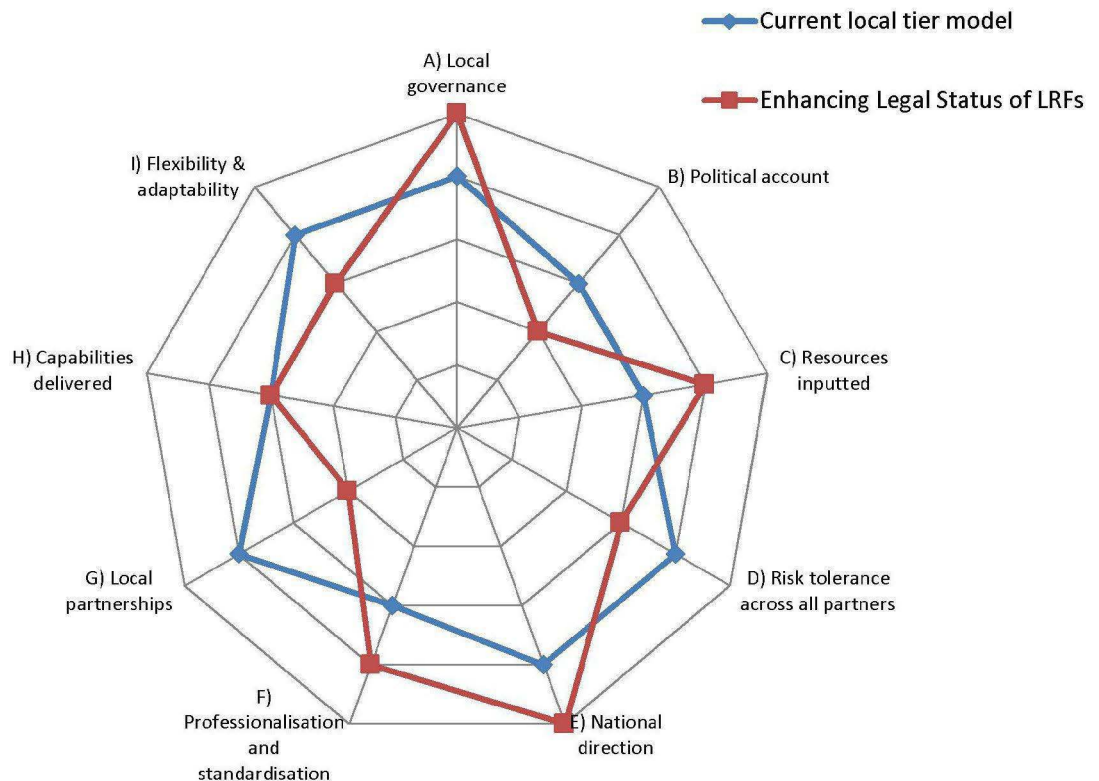 Current local tier model
Enhancing Legal Status of LRFs
A) Local
governance
B) Political account
C) Resources
inputted
D) Risk tolerance
across all partners
E) National
direction
F)
Professionalisation
and
standardisation
G) Local
partnerships
H) Capabilities
delivered
I) Flexibility &
adaptability